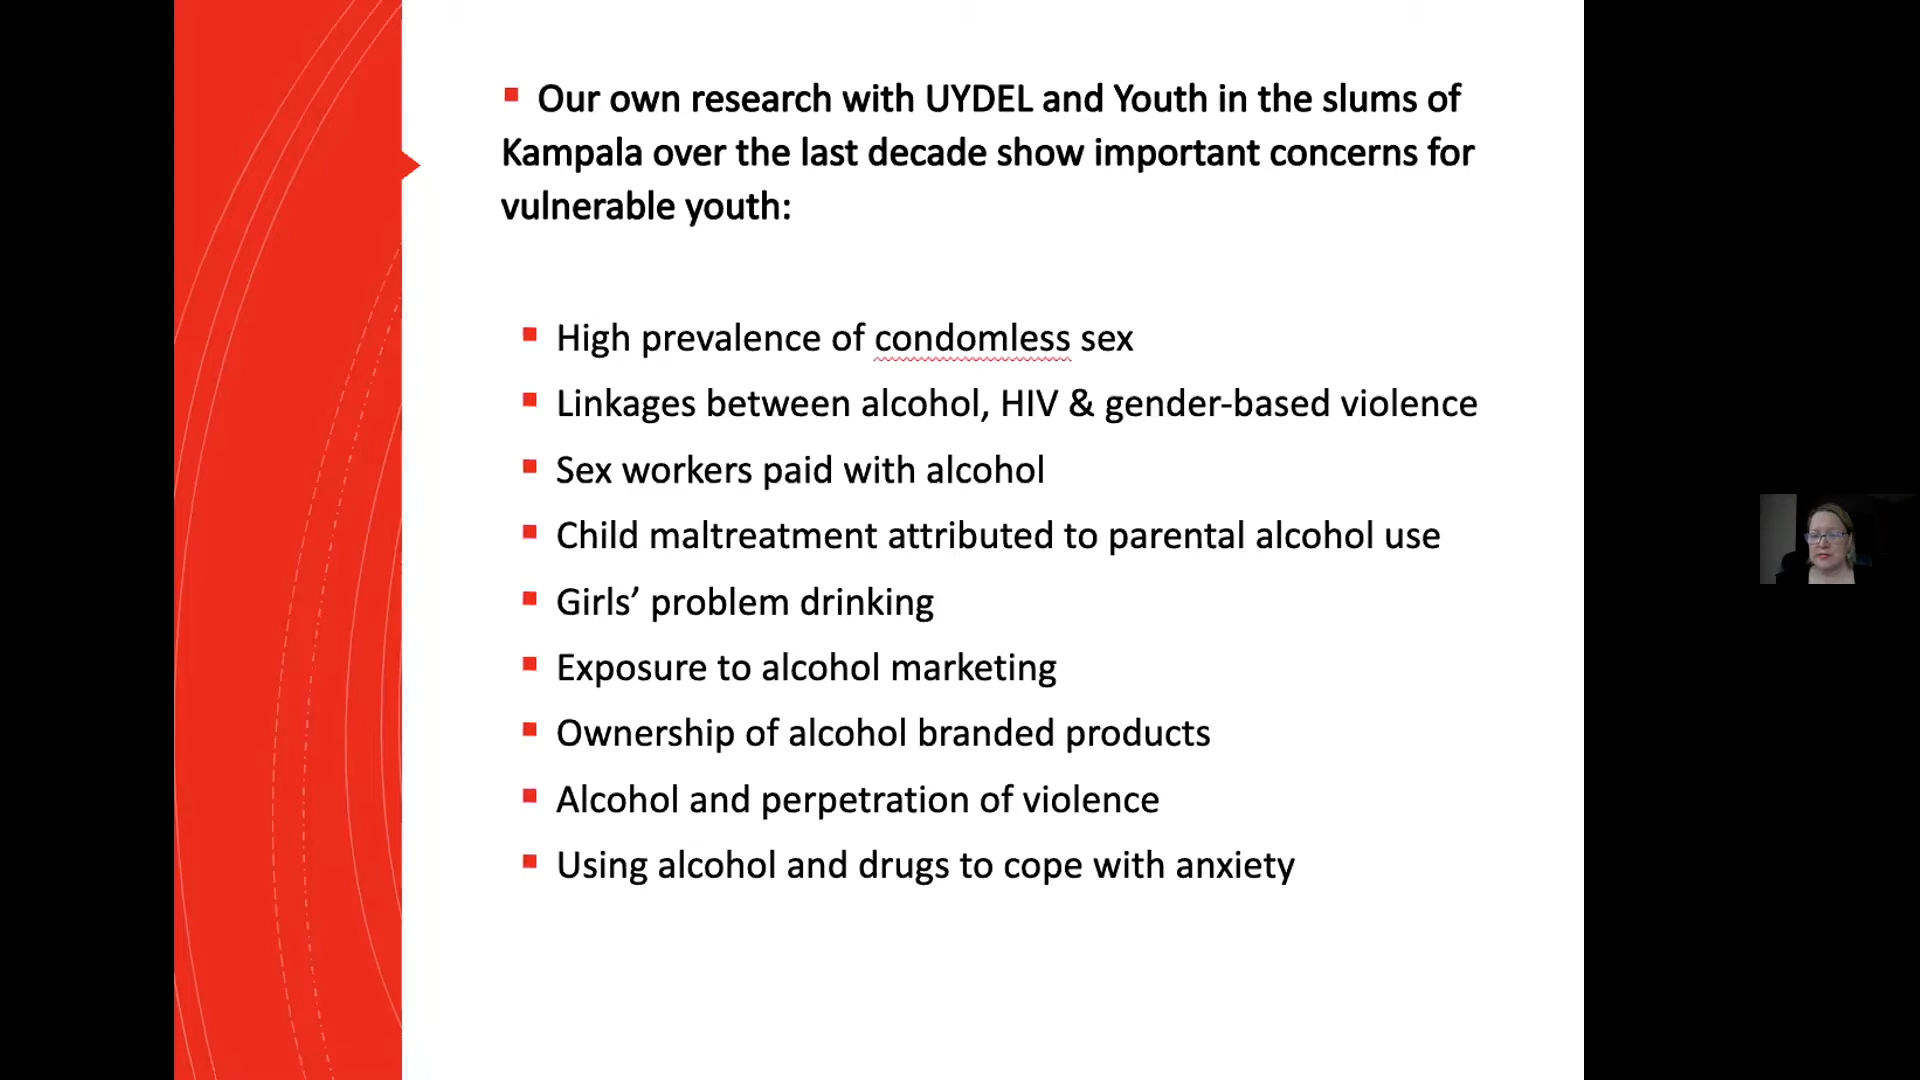 ▪ Our own research with UYDEL and Youth in the slums of
Kampala over the last decade show important concerns for
vulnerable youth:
▪ High prevalence of condomless sex
▪ Linkages between alcohol, HIV & gender-based violence
▪ Sex workers paid with alcohol
▪ Child maltreatment attributed to parental alcohol use
▪ Girls’ problem drinking
▪ Exposure to alcohol marketing
▪ Ownership of alcohol branded products
▪ Alcohol and perpetration of violence
▪ Using alcohol and drugs to cope with anxiety